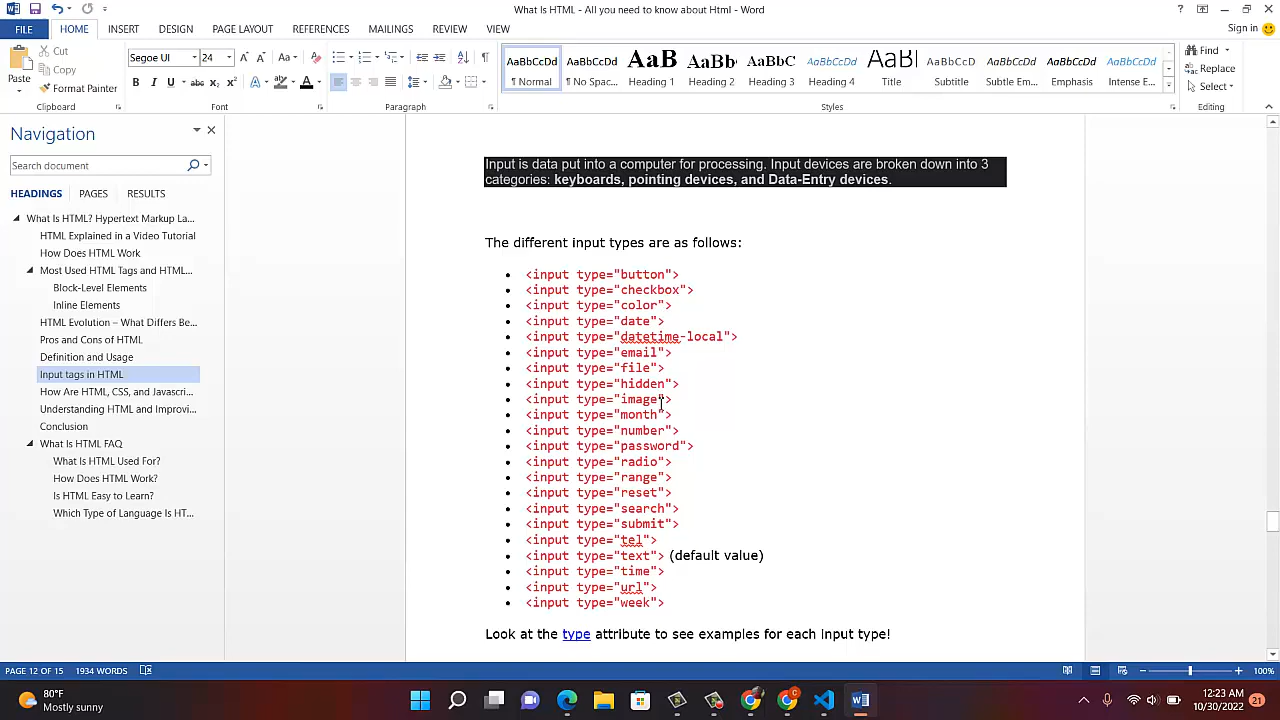 What Is HTML - All you need to know about Html - Word
FILE HOME INSERT DESIGN PAGE LAYOUT REFERENCES MAILINGS REVIEW VIEW Sign in
Paste
Cut
Copy
Format Painter
Clipboard
Segoe UI 24
Font
Paragraph
AaBbCcDd AaBbCcDd AaB AaBb( AaBbC AaBbCcDd AaBl AaBbCcD AaBbCcDd AaBbCcDd AaBbCcDd
¶ Normal ¶ No Spac... Heading 1 Heading 2 Heading 3 Heading 4 Title Subtitle Subtle Em... Emphasis Intense E...
Styles
Find
Replace
Select
Editing
Navigation
Search document
HEADINGS PAGES RESULTS
What Is HTML? Hypertext Markup La...
HTML Explained in a Video Tutorial
How Does HTML Work
Most Used HTML Tags and HTML...
Block-Level Elements
Inline Elements
HTML Evolution – What Differs Be...
Pros and Cons of HTML
Definition and Usage
Input tags in HTML
How Are HTML, CSS, and Javascri...
Understanding HTML and Improvi...
Conclusion
What Is HTML FAQ
What Is HTML Used For?
How Does HTML Work?
Is HTML Easy to Learn?
Which Type of Language Is HT...
Input is data put into a computer for processing. Input devices are broken down into 3
categories: keyboards, pointing devices, and Data-Entry devices.
The different input types are as follows:
• <input type="button">
• <input type="checkbox">
• <input type="color">
• <input type="date">
• <input type="datetime-local">
• <input type="email">
• <input type="file">
• <input type="hidden">
• <input type="image">
• <input type="month">
• <input type="number">
• <input type="password">
• <input type="radio">
• <input type="range">
• <input type="reset">
• <input type="search">
• <input type="submit">
• <input type="tel">
• <input type="text"> (default value)
• <input type="time">
• <input type="url">
• <input type="week">
Look at the type attribute to see examples for each input type!
PAGE 12 OF 15 1934 WORDS 100%
80°F
Mostly sunny
12:23 AM
10/30/2022
21